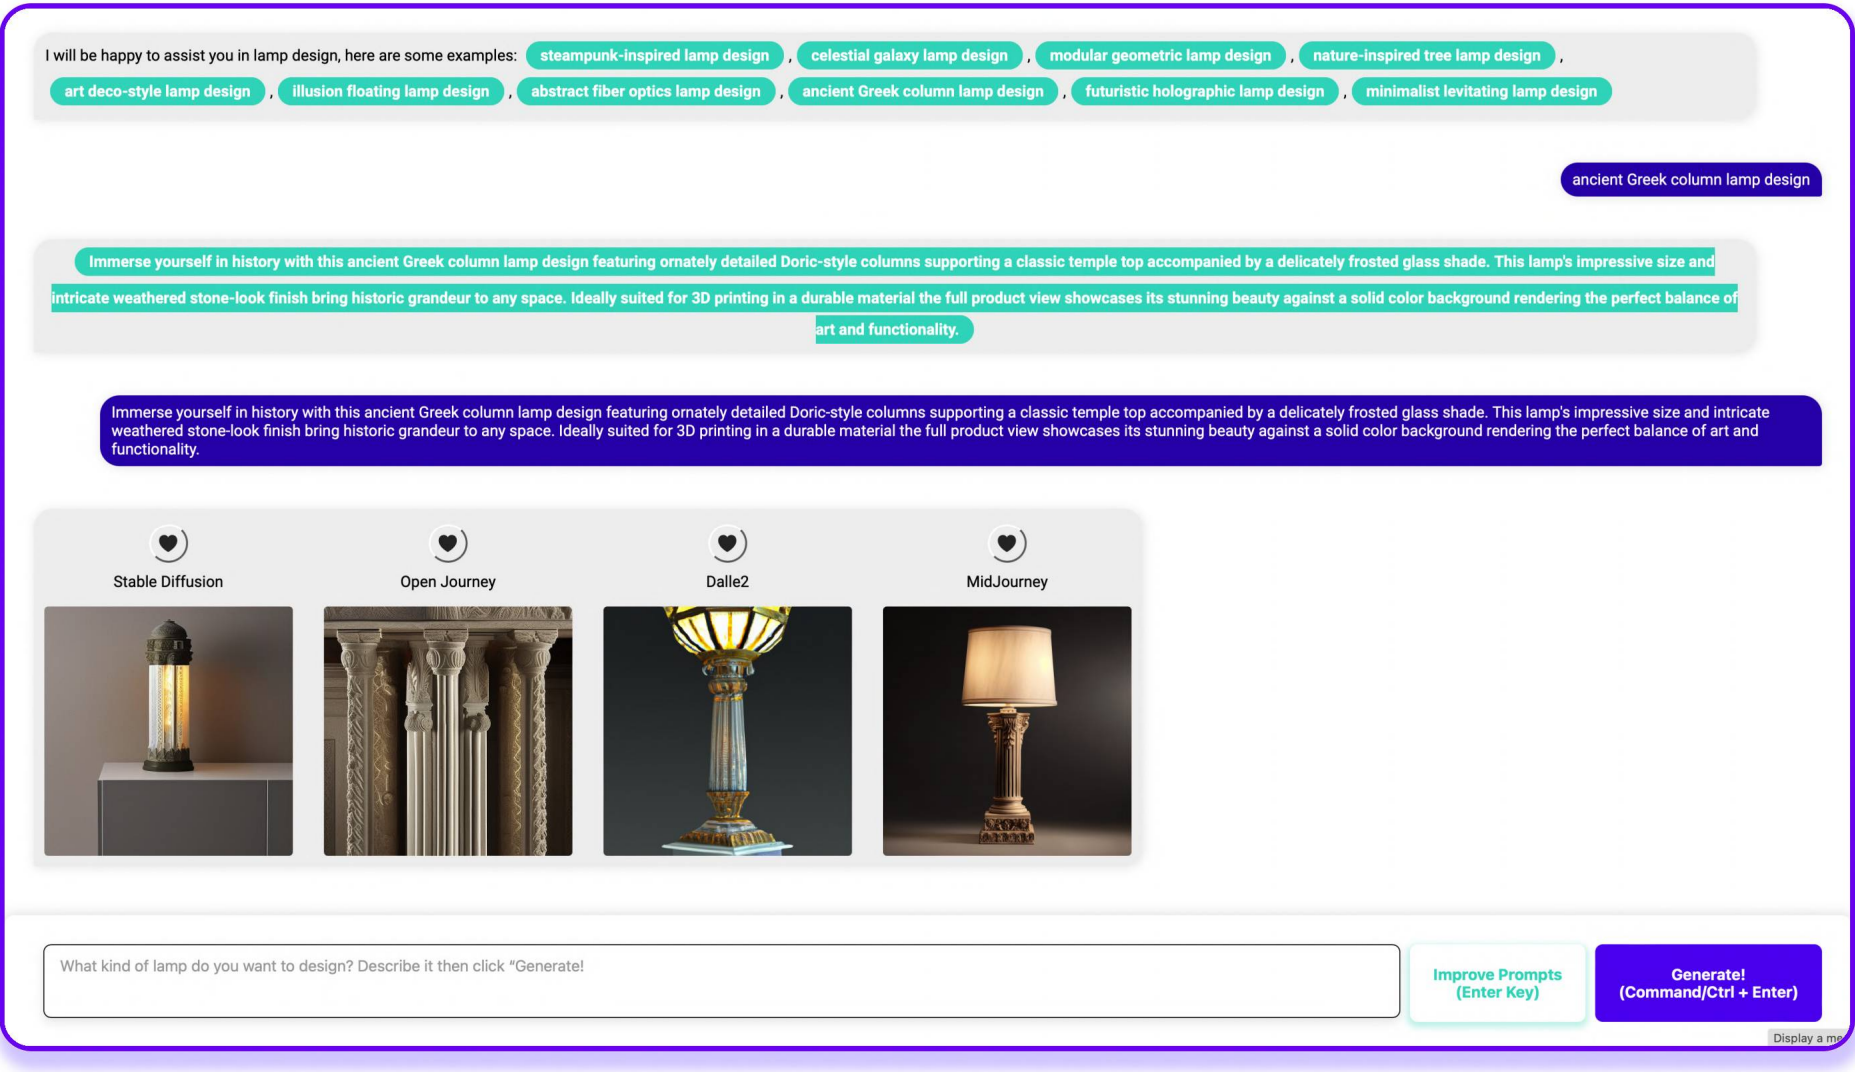 I will be happy to assist you in lamp design, here are some examples: steampunk-inspired lamp design , celestial galaxy lamp design , modular geometric lamp design , nature-inspired tree lamp design ,
art deco-style lamp design , illusion floating lamp design , abstract fiber optics lamp design , ancient Greek column lamp design , futuristic holographic lamp design , minimalist levitating lamp design
ancient Greek column lamp design
Immerse yourself in history with this ancient Greek column lamp design featuring ornately detailed Doric-style columns supporting a classic temple top accompanied by a delicately frosted glass shade. This lamp's impressive size and
intricate weathered stone-look finish bring historic grandeur to any space. Ideally suited for 3D printing in a durable material the full product view showcases its stunning beauty against a solid color background rendering the perfect balance of
art and functionality.
Immerse yourself in history with this ancient Greek column lamp design featuring ornately detailed Doric-style columns supporting a classic temple top accompanied by a delicately frosted glass shade. This lamp's impressive size and intricate
weathered stone-look finish bring historic grandeur to any space. Ideally suited for 3D printing in a durable material the full product view showcases its stunning beauty against a solid color background rendering the perfect balance of art and
functionality.
Stable Diffusion
Open Journey
Dalle2
MidJourney
What kind of lamp do you want to design? Describe it then click “Generate!
Improve Prompts
(Enter Key)
Generate!
(Command/Ctrl + Enter)
Display a